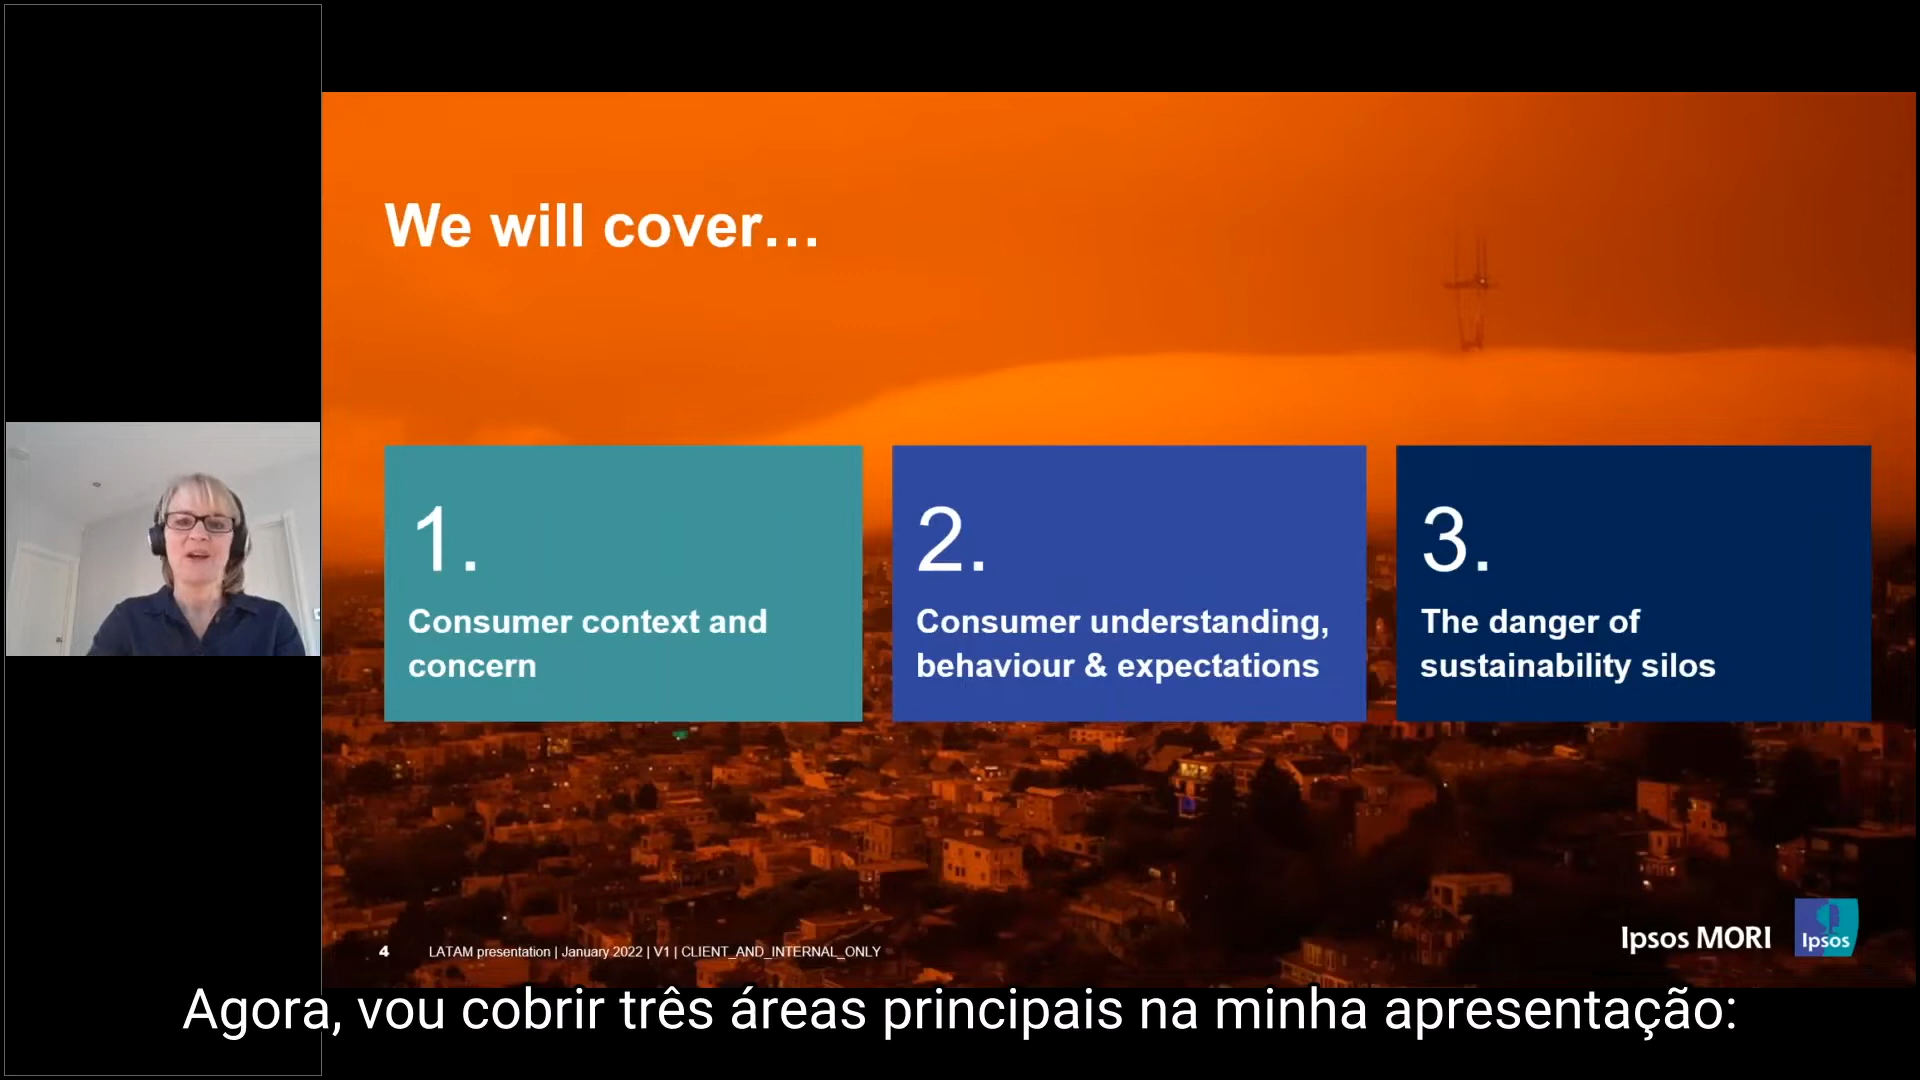 We will cover…
1.
Consumer context and
concern
2.
Consumer understanding,
behaviour & expectations
3.
The danger of
sustainability silos
4
LATAM presentation | January 2022 | V1 | CLIENT_AND_INTERNAL_ONLY
Ipsos MORI
Ipsos
Agora, vou cobrir três áreas principais na minha apresentação: